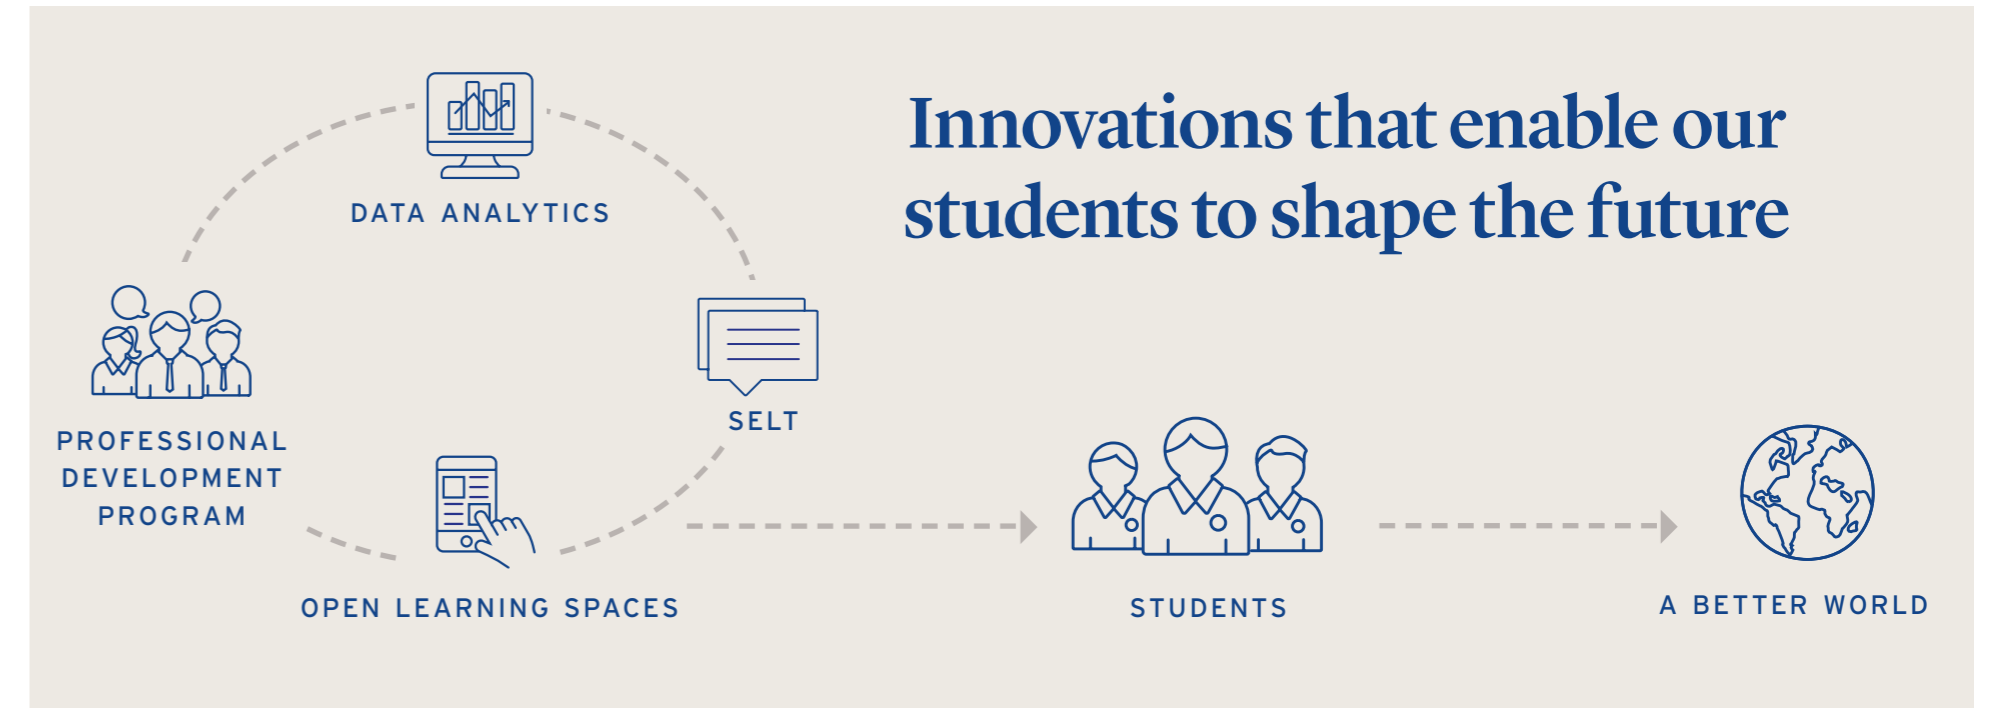 Innovations that enable our
students to shape the future
DATA ANALYTICS
SELT
PROFESSIONAL
DEVELOPMENT
PROGRAM
OPEN LEARNING SPACES
STUDENTS
A BETTER WORLD